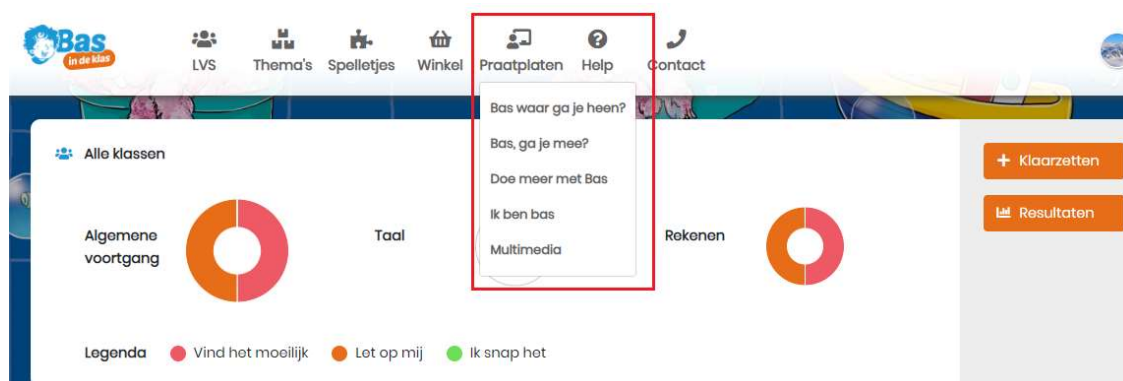 Bas
in de klas
LVS
Thema's
Spelletjes
Winkel
Praatplaten
Help
Contact
Bas waar ga je heen?
Bas, ga je mee?
Doe meer met Bas
Ik ben bas
Multimedia
Alle klassen
Algemene
voortgang
Taal
Rekenen
Legenda
Vind het moeilijk
Let op mij
Ik snap het
Klaarzetten
Resultaten